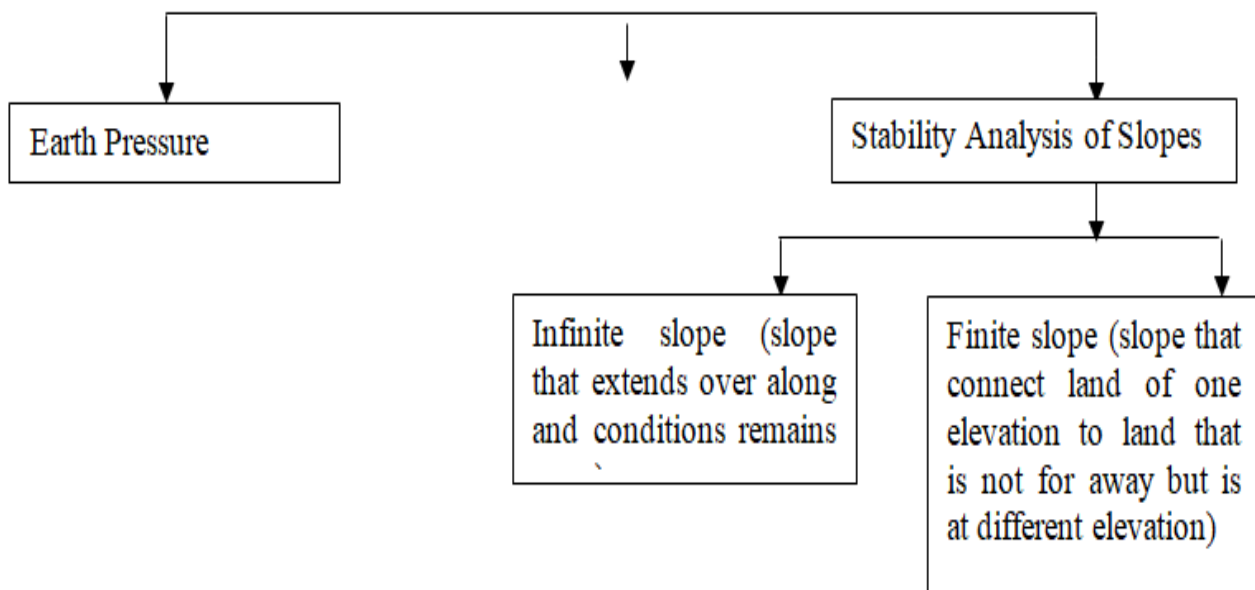 Earth Pressure
Stability Analysis of Slopes
Infinite slope (slope
that extends over along
and conditions remains
Finite slope (slope that
connect land of one
elevation to land that
is not for away but is
at different elevation)